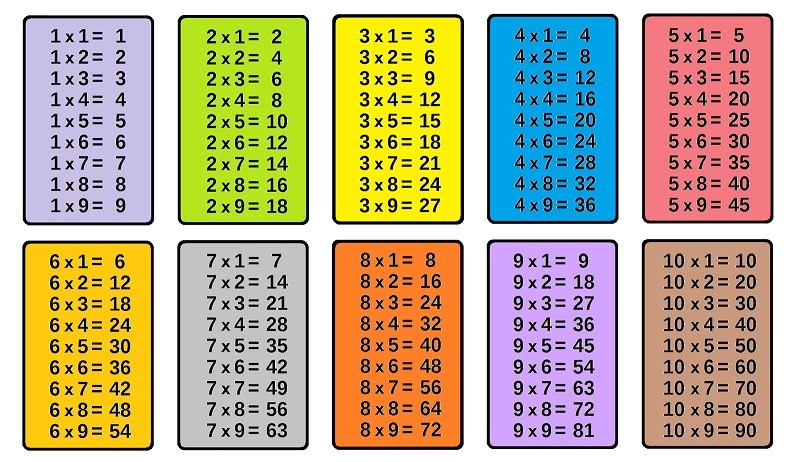 1 x 1 = 1
1 x 2 = 2
1 x 3 = 3
1 x 4 = 4
1 x 5 = 5
1 x 6 = 6
1 x 7 = 7
1 x 8 = 8
1 x 9 = 9
2 x 1 = 2
2 x 2 = 4
2 x 3 = 6
2 x 4 = 8
2 x 5 = 10
2 x 6 = 12
2 x 7 = 14
2 x 8 = 16
2 x 9 = 18
3 x 1 = 3
3 x 2 = 6
3 x 3 = 9
3 x 4 = 12
3 x 5 = 15
3 x 6 = 18
3 x 7 = 21
3 x 8 = 24
3 x 9 = 27
4 x 1 = 4
4 x 2 = 8
4 x 3 = 12
4 x 4 = 16
4 x 5 = 20
4 x 6 = 24
4 x 7 = 28
4 x 8 = 32
4 x 9 = 36
5 x 1 = 5
5 x 2 = 10
5 x 3 = 15
5 x 4 = 20
5 x 5 = 25
5 x 6 = 30
5 x 7 = 35
5 x 8 = 40
5 x 9 = 45
6 x 1 = 6
6 x 2 = 12
6 x 3 = 18
6 x 4 = 24
6 x 5 = 30
6 x 6 = 36
6 x 7 = 42
6 x 8 = 48
6 x 9 = 54
7 x 1 = 7
7 x 2 = 14
7 x 3 = 21
7 x 4 = 28
7 x 5 = 35
7 x 6 = 42
7 x 7 = 49
7 x 8 = 56
7 x 9 = 63
8 x 1 = 8
8 x 2 = 16
8 x 3 = 24
8 x 4 = 32
8 x 5 = 40
8 x 6 = 48
8 x 7 = 56
8 x 8 = 64
8 x 9 = 72
9 x 1 = 9
9 x 2 = 18
9 x 3 = 27
9 x 4 = 36
9 x 5 = 45
9 x 6 = 54
9 x 7 = 63
9 x 8 = 72
9 x 9 = 81
10 x 1 = 10
10 x 2 = 20
10 x 3 = 30
10 x 4 = 40
10 x 5 = 50
10 x 6 = 60
10 x 7 = 70
10 x 8 = 80
10 x 9 = 90